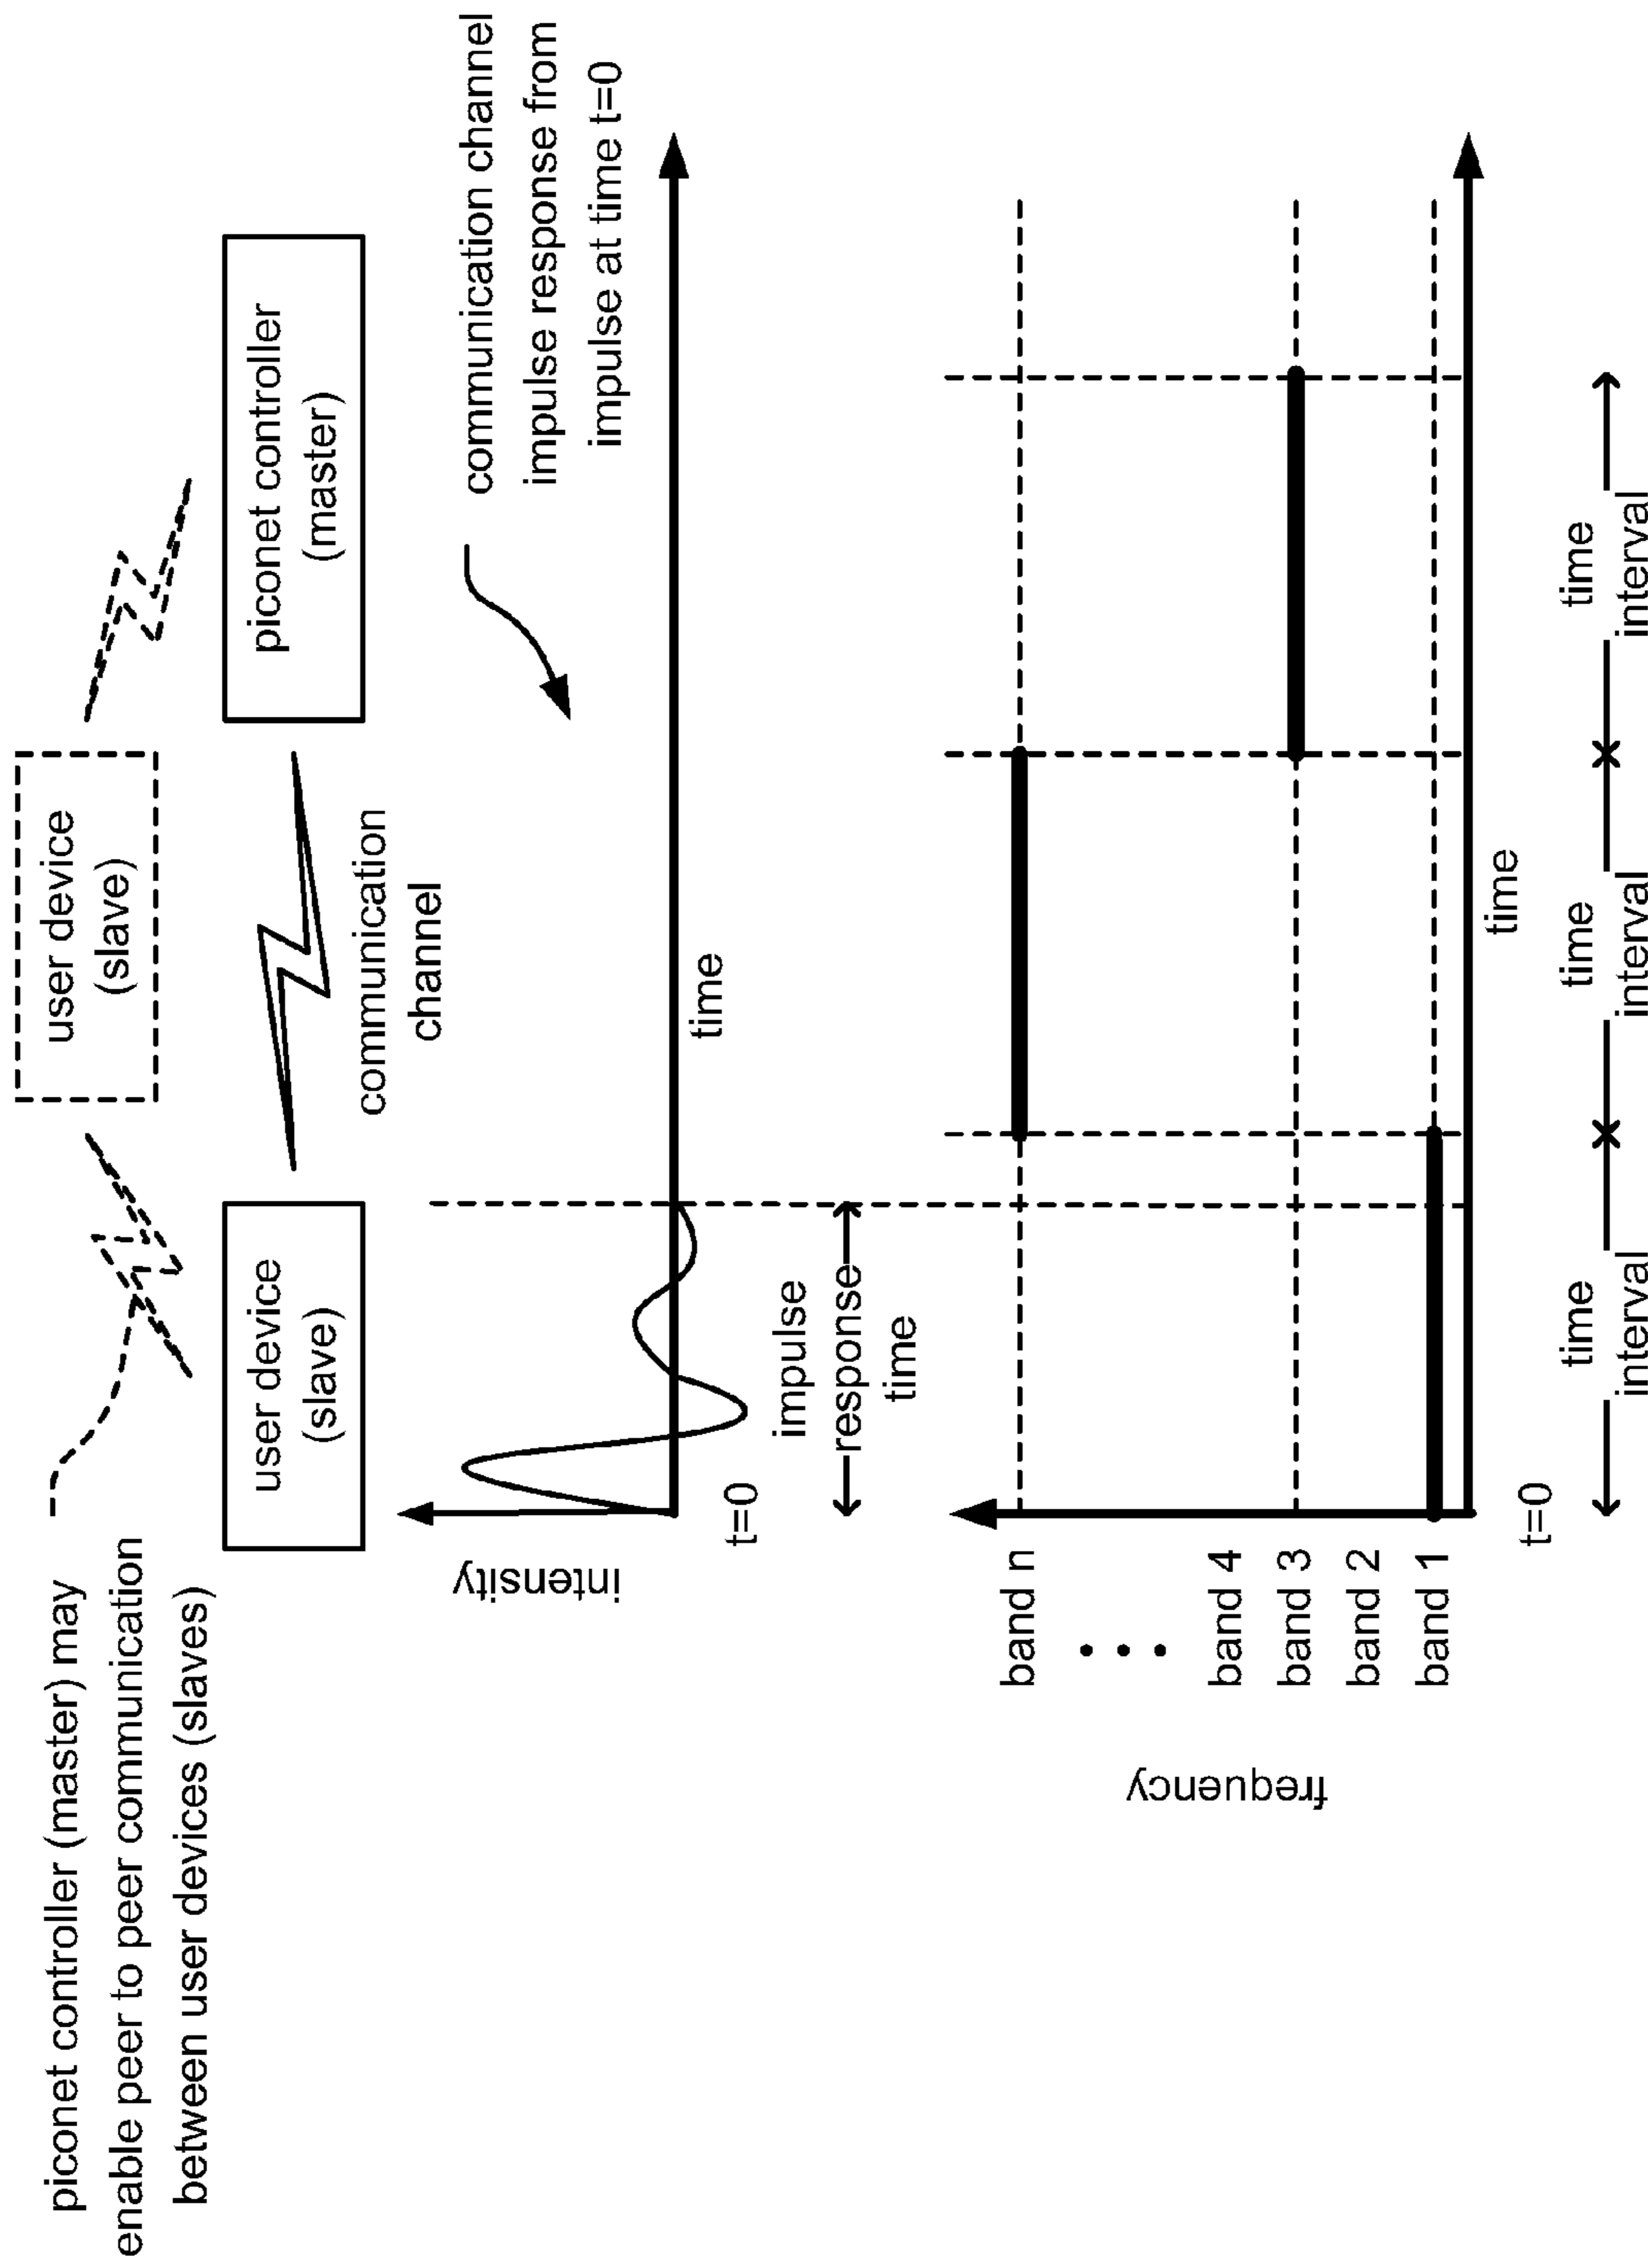 piconet controller (master) may
enable peer to peer communication
between user devices (slaves)
user device
(slave)
user device
(slave)
communication
channel
piconet controller
(master)
communication channel
impulse response from
impulse at time t=0
intensity
t=0
time
impulse
response
time
frequency
band n
band 4
band 3
band 2
band 1
t=0
time
time
interval
time
interval
time
interval